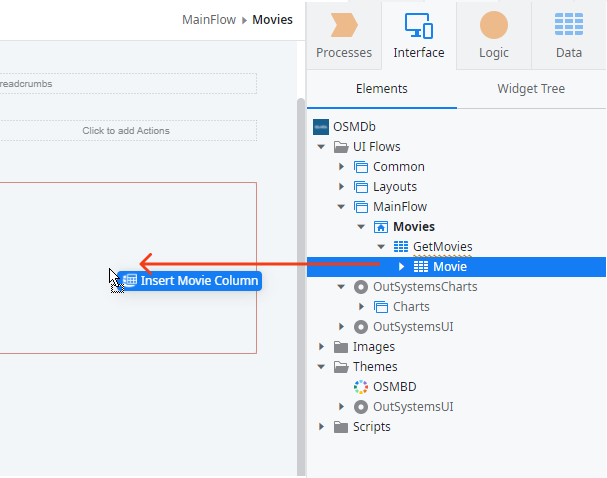 MainFlow Movies
Processes
Interface
Logic
Data
Elements
Widget Tree
readcrumbs
Click to add Actions
Insert Movie Column
OSMDb
UI Flows
Common
Layouts
MainFlow
Movies
GetMovies
Movie
OutSystemsCharts
Charts
OutSystemsUI
Images
Themes
OSMBD
OutSystemsUI
Scripts